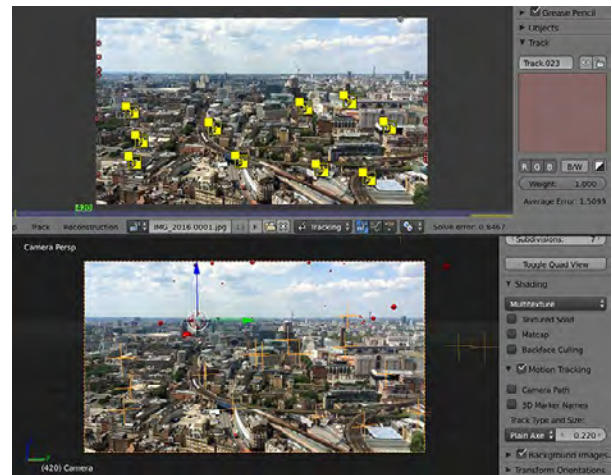 Grease Pencil
Objects
Track
Track.023
R G B B/W
Weight: 1.000
Average Error: 1.5099
420
Track Reconstruction IMG_2016.0001.jpg Tracking Solve error: 0.8467
Camera Persp
Subdivisions:
Toggle Quad View
Shading
Multitexture
Textured Solid
Matcap
Backface Culling
Motion Tracking
Camera Path
3D Marker Names
Track Type and Size:
Plain Axe 0.220
Background Images
Transform Orientations
(420) Camera